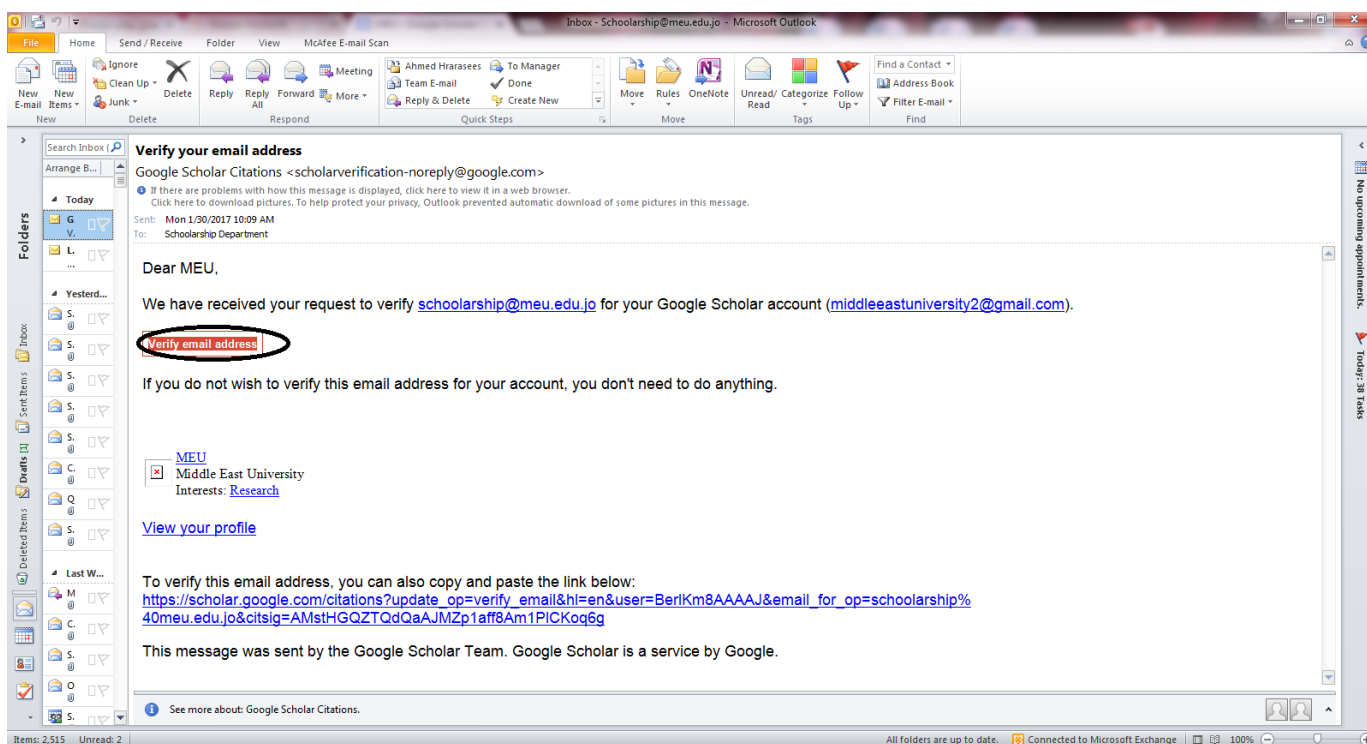 Inbox - Schoolarship@meu.edu.jo - Microsoft Outlook
File Home Send / Receive Folder View McAfee E-mail Scan
New E-mail
New Items
Ignore
Clean Up
Junk
Delete
Reply
Reply All
Forward
Meeting
More
Ahmed Hrarasees
Team E-mail
Reply & Delete
To Manager
Done
Create New
Move
Rules
OneNote
Unread/ Read
Categorize
Follow Up
Find a Contact
Address Book
Filter E-mail
New Delete Respond Quick Steps Move Tags Find
Search Inbox (
Arrange B...
Today
G
V.
L.
...
Yesterd...
S.
S.
S.
S.
S.
C.
Q
S.
Last W...
M
C.
S.
O
S.
Folders
Inbox
Sent Items
Drafts [1]
Deleted Items
Verify your email address
Google Scholar Citations <scholarverification-noreply@google.com>
If there are problems with how this message is displayed, click here to view it in a web browser.
Click here to download pictures. To help protect your privacy, Outlook prevented automatic download of some pictures in this message.
Sent: Mon 1/30/2017 10:09 AM
To: Schoolarship Department
Dear MEU,
We have received your request to verify schoolarship@meu.edu.jo for your Google Scholar account (middleeastuniversity2@gmail.com).
Verify email address
If you do not wish to verify this email address for your account, you don't need to do anything.
MEU
Middle East University
Interests: Research
View your profile
To verify this email address, you can also copy and paste the link below:
https://scholar.google.com/citations?update_op=verify_email&hl=en&user=BerlKm8AAAAJ&email_for_op=schoolarship%
40meu.edu.jo&citsig=AMstHGQZTQdQaAJMZp1aff8Am1PICKoq6g
This message was sent by the Google Scholar Team. Google Scholar is a service by Google.
See more about: Google Scholar Citations.
No upcoming appointments.
Today: 38 Tasks
Items: 2,515 Unread: 2
All folders are up to date. Connected to Microsoft Exchange 100%